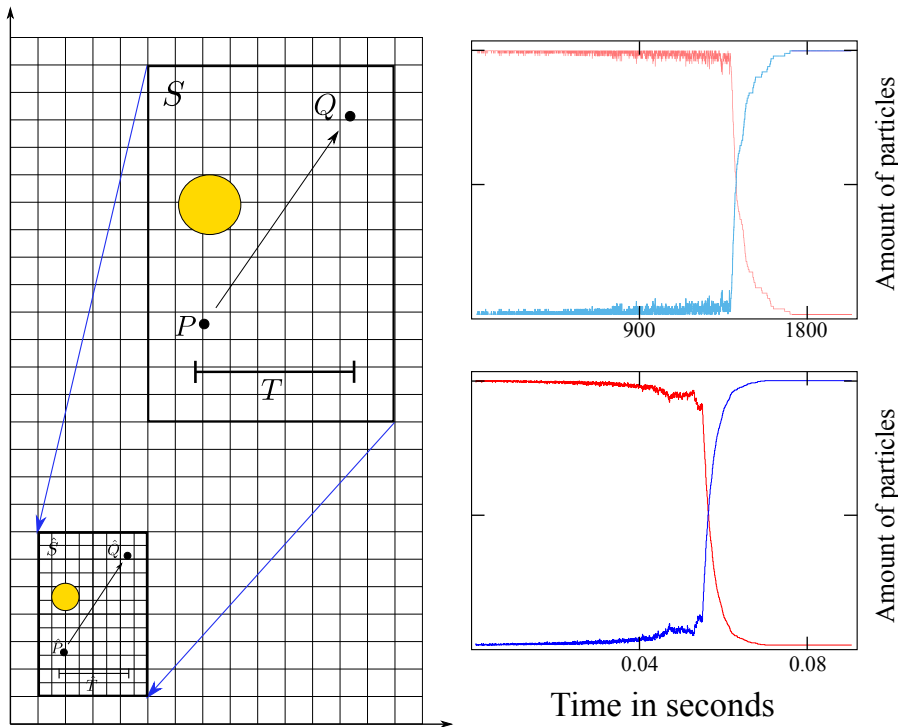 S
Q
P
T
Ŝ
Q̂
P̂
T̂
Amount of particles
900
1800
Amount of particles
0.04
0.08
Time in seconds